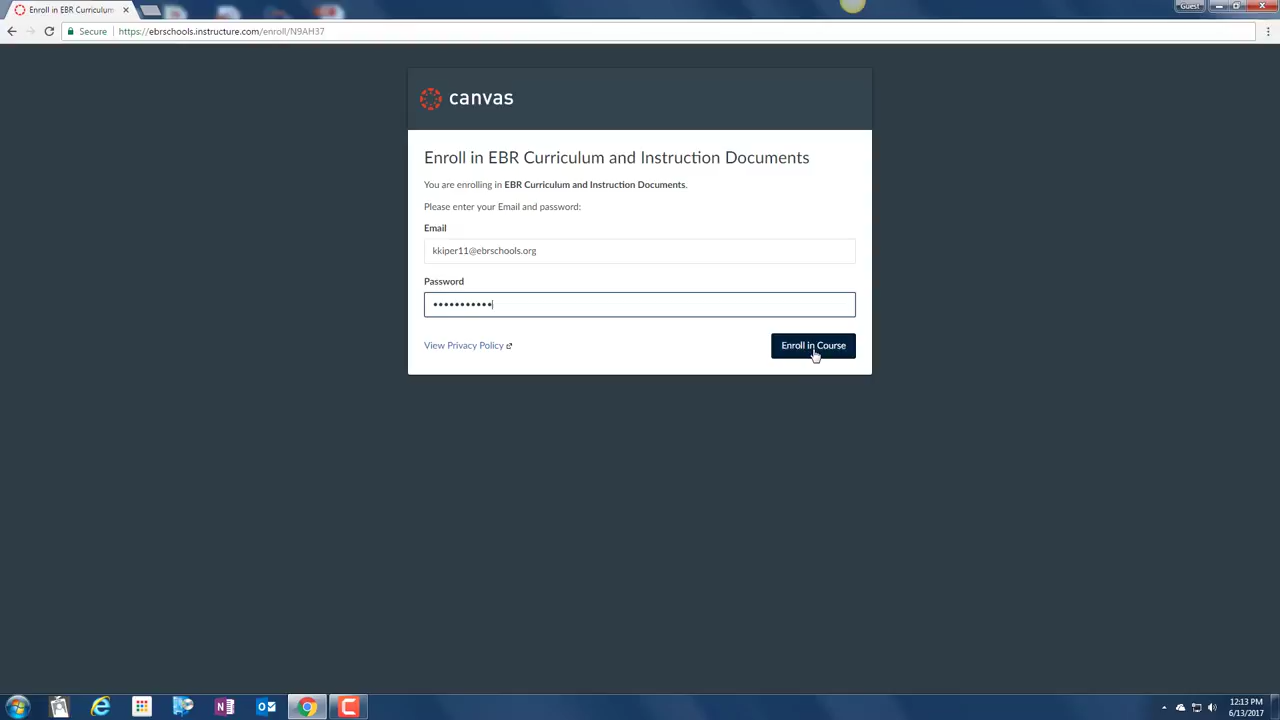 Enroll in EBR Curriculum
Guest
Secure
https://ebrschools.instructure.com/enroll/N9AH37
canvas
Enroll in EBR Curriculum and Instruction Documents
You are enrolling in EBR Curriculum and Instruction Documents.
Please enter your Email and password:
Email
kkiper11@ebrschools.org
Password
•••••••••••
View Privacy Policy
Enroll in Course
12:13 PM
6/13/2017